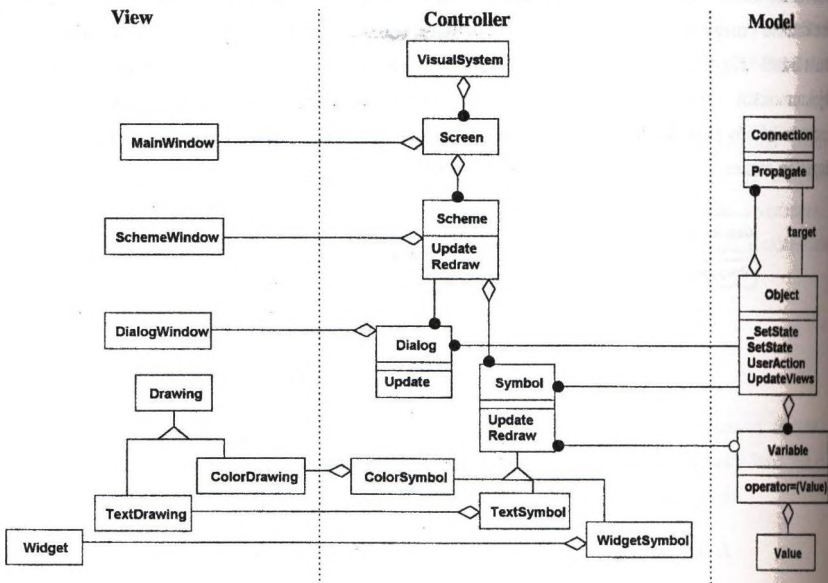 View
Controller
Model
VisualSystem
MainWindow
Screen
Connection
Propagate
SchemeWindow
Scheme
Update
Redraw
target
Object
_SetState
SetState
UserAction
UpdateViews
DialogWindow
Dialog
Update
Symbol
Update
Redraw
Drawing
Variable
operator=(Value)
ColorDrawing
ColorSymbol
TextDrawing
TextSymbol
Widget
WidgetSymbol
Value